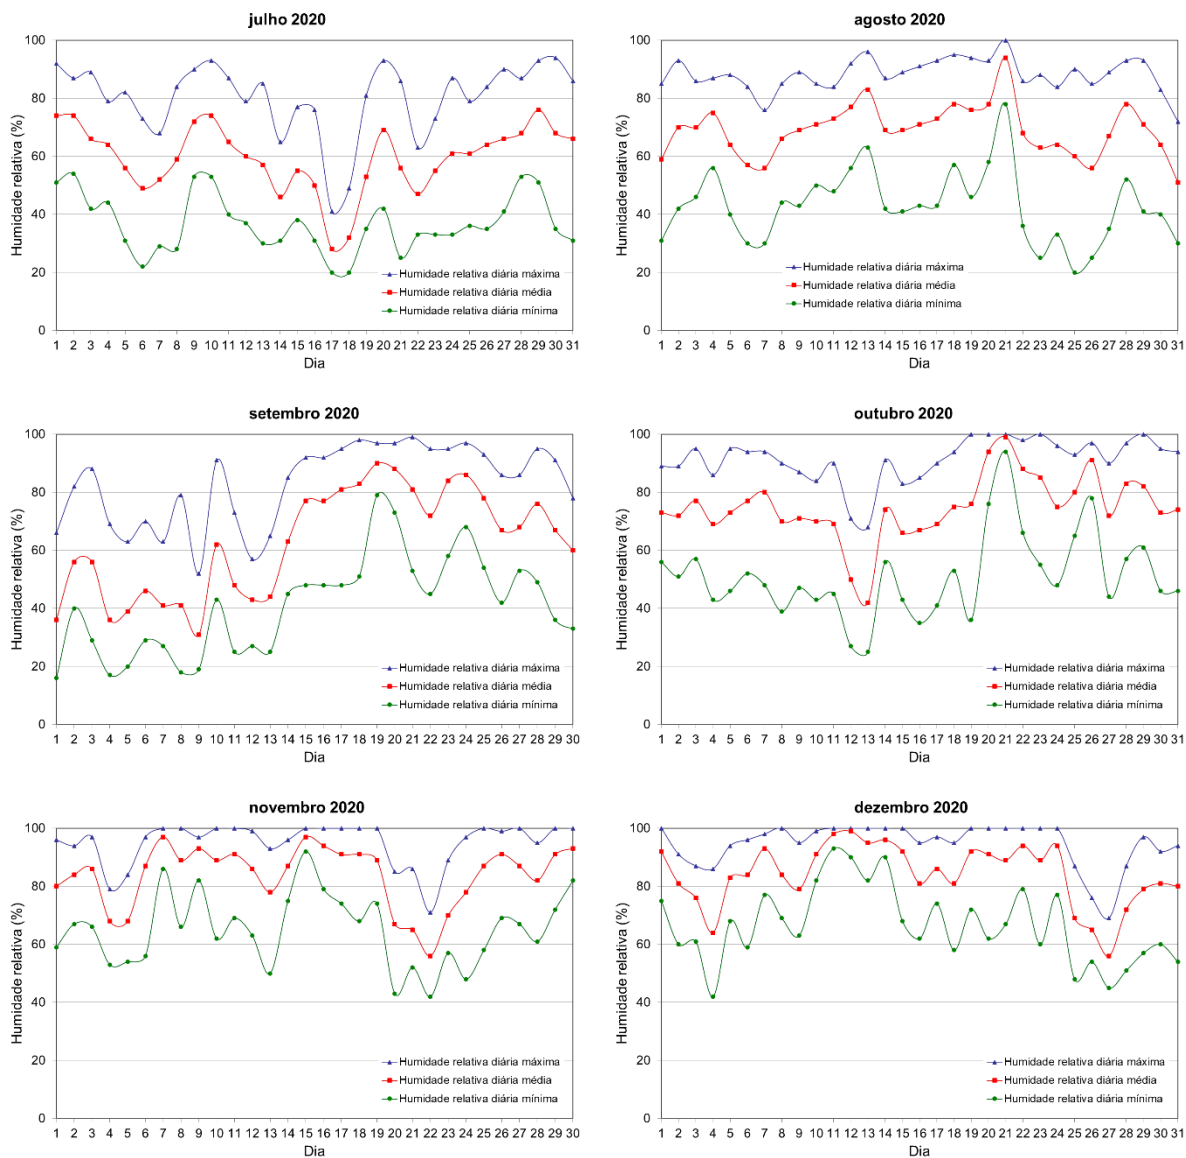 julho 2020
Humidade relativa (%)
100
80
60
40
20
0
Humidade relativa diária máxima
Humidade relativa diária média
Humidade relativa diária mínima
1 2 3 4 5 6 7 8 9 10 11 12 13 14 15 16 17 18 19 20 21 22 23 24 25 26 27 28 29 30 31
Dia
agosto 2020
Humidade relativa (%)
100
80
60
40
20
0
Humidade relativa diária máxima
Humidade relativa diária média
Humidade relativa diária mínima
1 2 3 4 5 6 7 8 9 10 11 12 13 14 15 16 17 18 19 20 21 22 23 24 25 26 27 28 29 30 31
Dia
setembro 2020
Humidade relativa (%)
100
80
60
40
20
0
Humidade relativa diária máxima
Humidade relativa diária média
Humidade relativa diária mínima
1 2 3 4 5 6 7 8 9 10 11 12 13 14 15 16 17 18 19 20 21 22 23 24 25 26 27 28 29 30
Dia
outubro 2020
Humidade relativa (%)
100
80
60
40
20
0
Humidade relativa diária máxima
Humidade relativa diária média
Humidade relativa diária mínima
1 2 3 4 5 6 7 8 9 10 11 12 13 14 15 16 17 18 19 20 21 22 23 24 25 26 27 28 29 30 31
Dia
novembro 2020
Humidade relativa (%)
100
80
60
40
20
0
Humidade relativa diária máxima
Humidade relativa diária média
Humidade relativa diária mínima
1 2 3 4 5 6 7 8 9 10 11 12 13 14 15 16 17 18 19 20 21 22 23 24 25 26 27 28 29 30
Dia
dezembro 2020
Humidade relativa (%)
100
80
60
40
20
0
Humidade relativa diária máxima
Humidade relativa diária média
Humidade relativa diária mínima
1 2 3 4 5 6 7 8 9 10 11 12 13 14 15 16 17 18 19 20 21 22 23 24 25 26 27 28 29 30 31
Dia